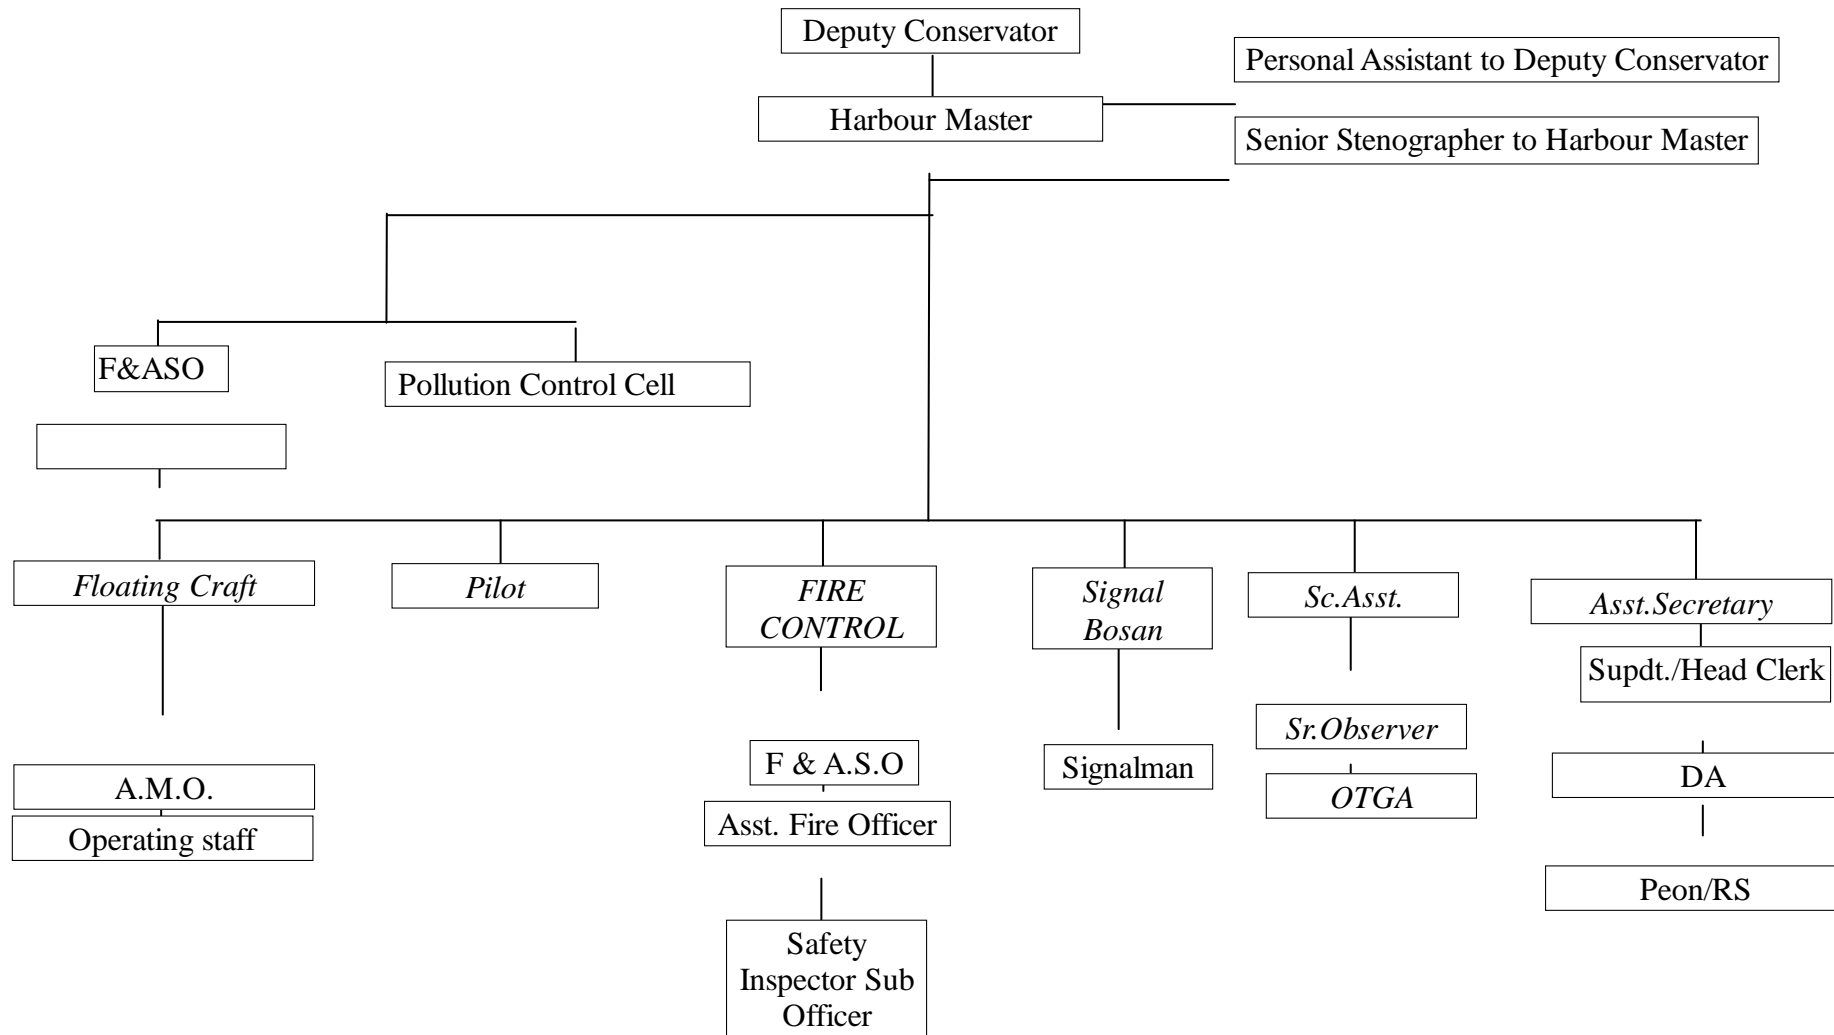 Deputy Conservator
Personal Assistant to Deputy Conservator
Harbour Master
Senior Stenographer to Harbour Master
F&ASO
Pollution Control Cell
Floating Craft
Pilot
FIRE
CONTROL
Signal
Bosan
Sc.Asst.
Asst.Secretary
Supdt./Head Clerk
Sr.Observer
F & A.S.O
Signalman
A.M.O.
DA
OTGA
Asst. Fire Officer
Operating staff
Peon/RS
Safety
Inspector Sub
Officer